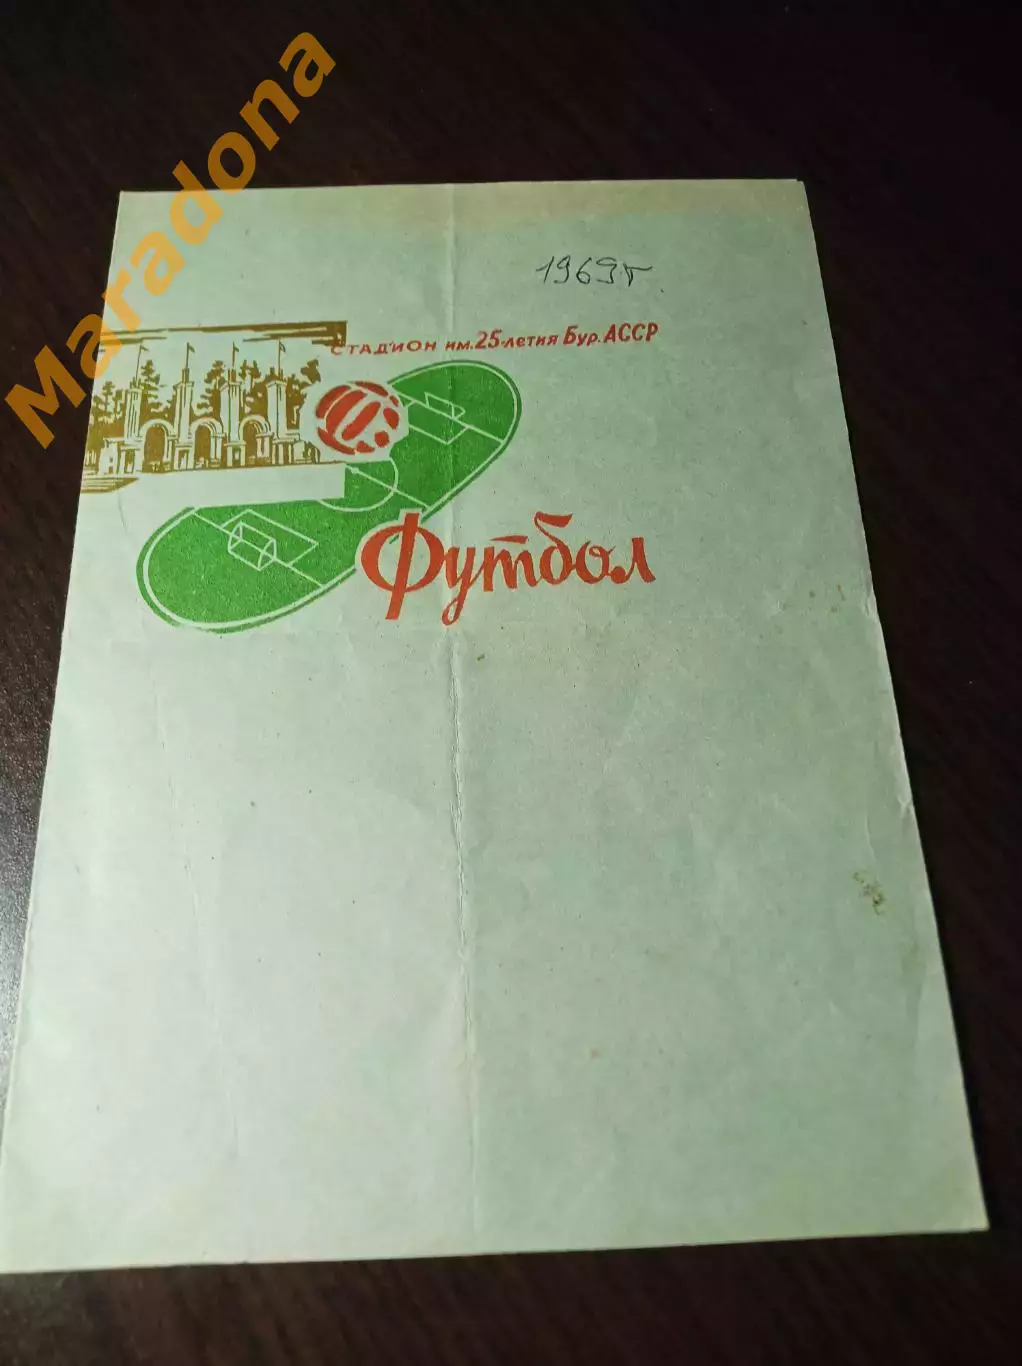 Maradona
1969г.
СТАДИОН им. 25-летия Бур. АССР
Футбол